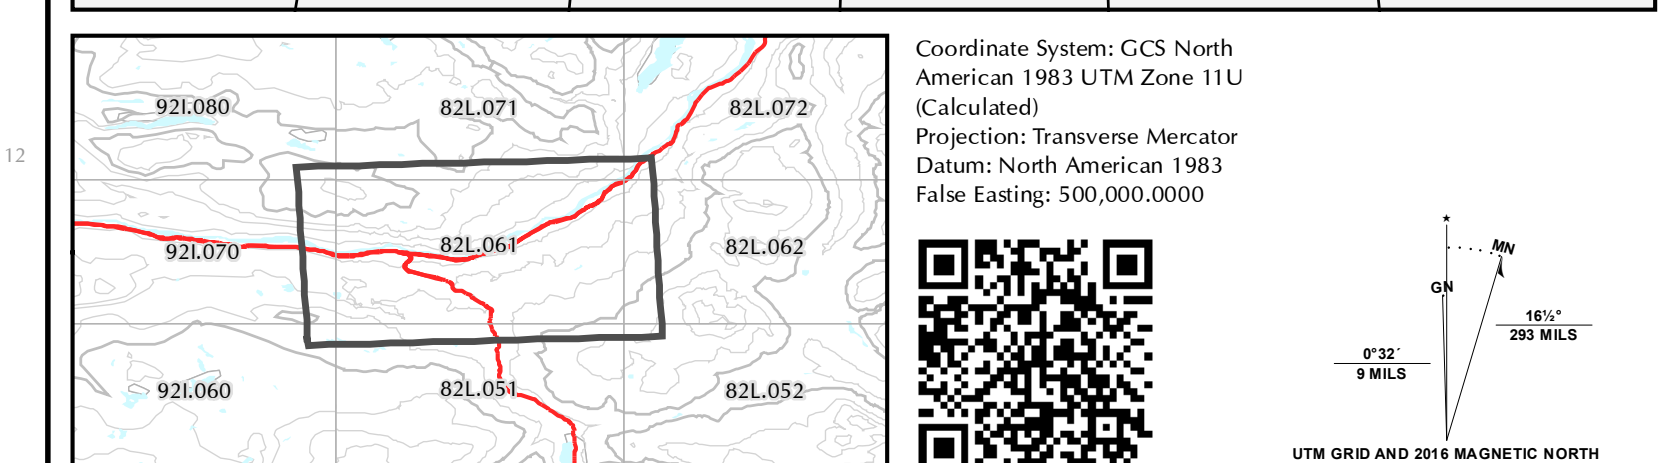 12
92I.080
82L.071
82L.072
92I.070
82L.061
82L.062
92I.060
82L.051
82L.052
Coordinate System: GCS North
American 1983 UTM Zone 11U
(Calculated)
Projection: Transverse Mercator
Datum: North American 1983
False Easting: 500,000.0000
MN
GN
16½°
293 MILS
0°32´
9 MILS
UTM GRID AND 2016 MAGNETIC NORTH